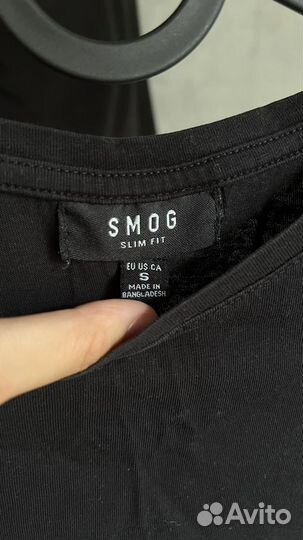 SMOG
SLIM FIT
EU US CA
S
MADE IN
BANGLADESH
Avito